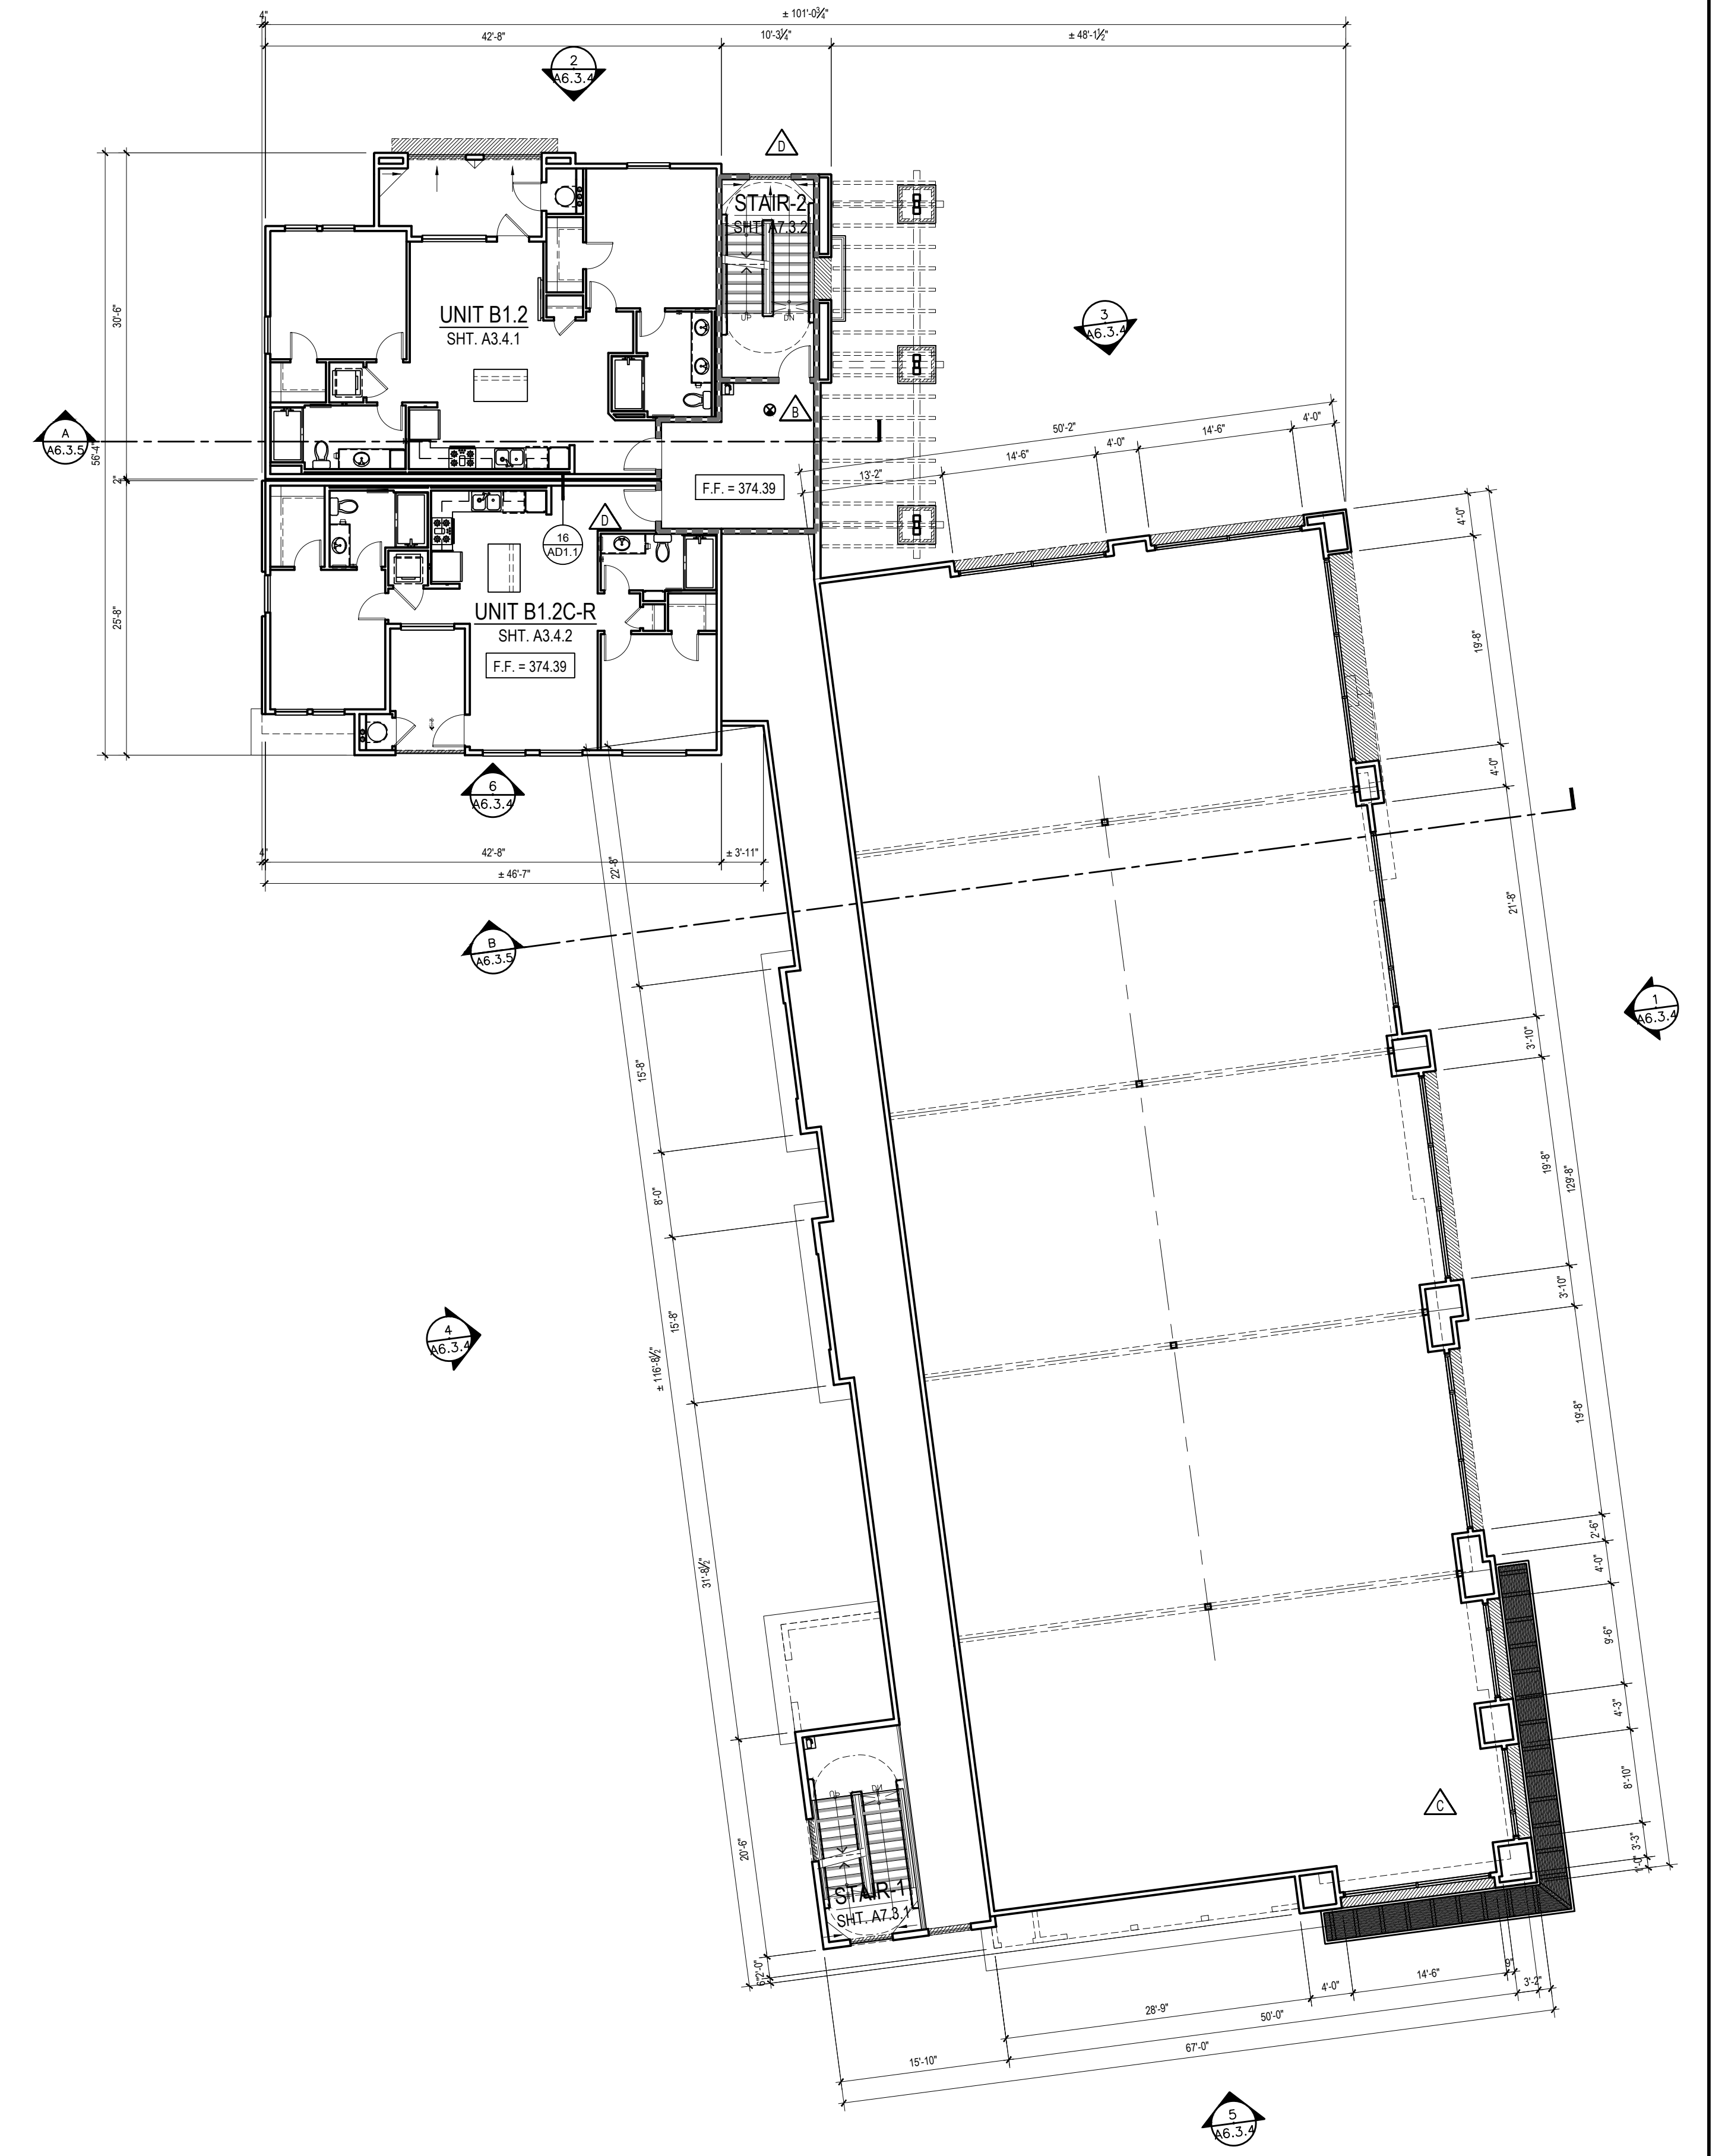 4"
± 101'-0¾"
42'-8"
10'-3¼"
± 48'-1½"
2
A6.3.4
D
STAIR-2
SHT. A7.3.2
UP
DN
UNIT B1.2
SHT. A3.4.1
30'-6"
3
A6.3.4
B
A
A6.3.5
56'-4"
2"
F.F. = 374.39
50'-2"
4'-0"
14'-6"
4'-0"
14'-6"
13'-2"
D
16
AD1.1
4'-0"
25'-8"
UNIT B1.2C-R
SHT. A3.4.2
F.F. = 374.39
19'-8"
6
A6.3.4
4'-0"
4"
42'-8"
± 3'-11"
± 46'-7"
22'-8"
21'-8"
B
A6.3.5
1
A6.3.4
3'-10"
15'-8"
19'-8"
129'-8"
8'-0"
3'-10"
4
A6.3.4
15'-8"
± 116'-8½"
19'-8"
2'-6"
4'-0"
31'-8½"
9'-6"
4'-3"
8'-10"
C
UP
DN
20'-6"
3'-3"
1'-0"
STAIR-1
SHT. A7.3.1
2'-0"
6"
9"
14'-6"
3'-2"
4'-0"
28'-9"
50'-0"
67'-0"
15'-10"
5
A6.3.4